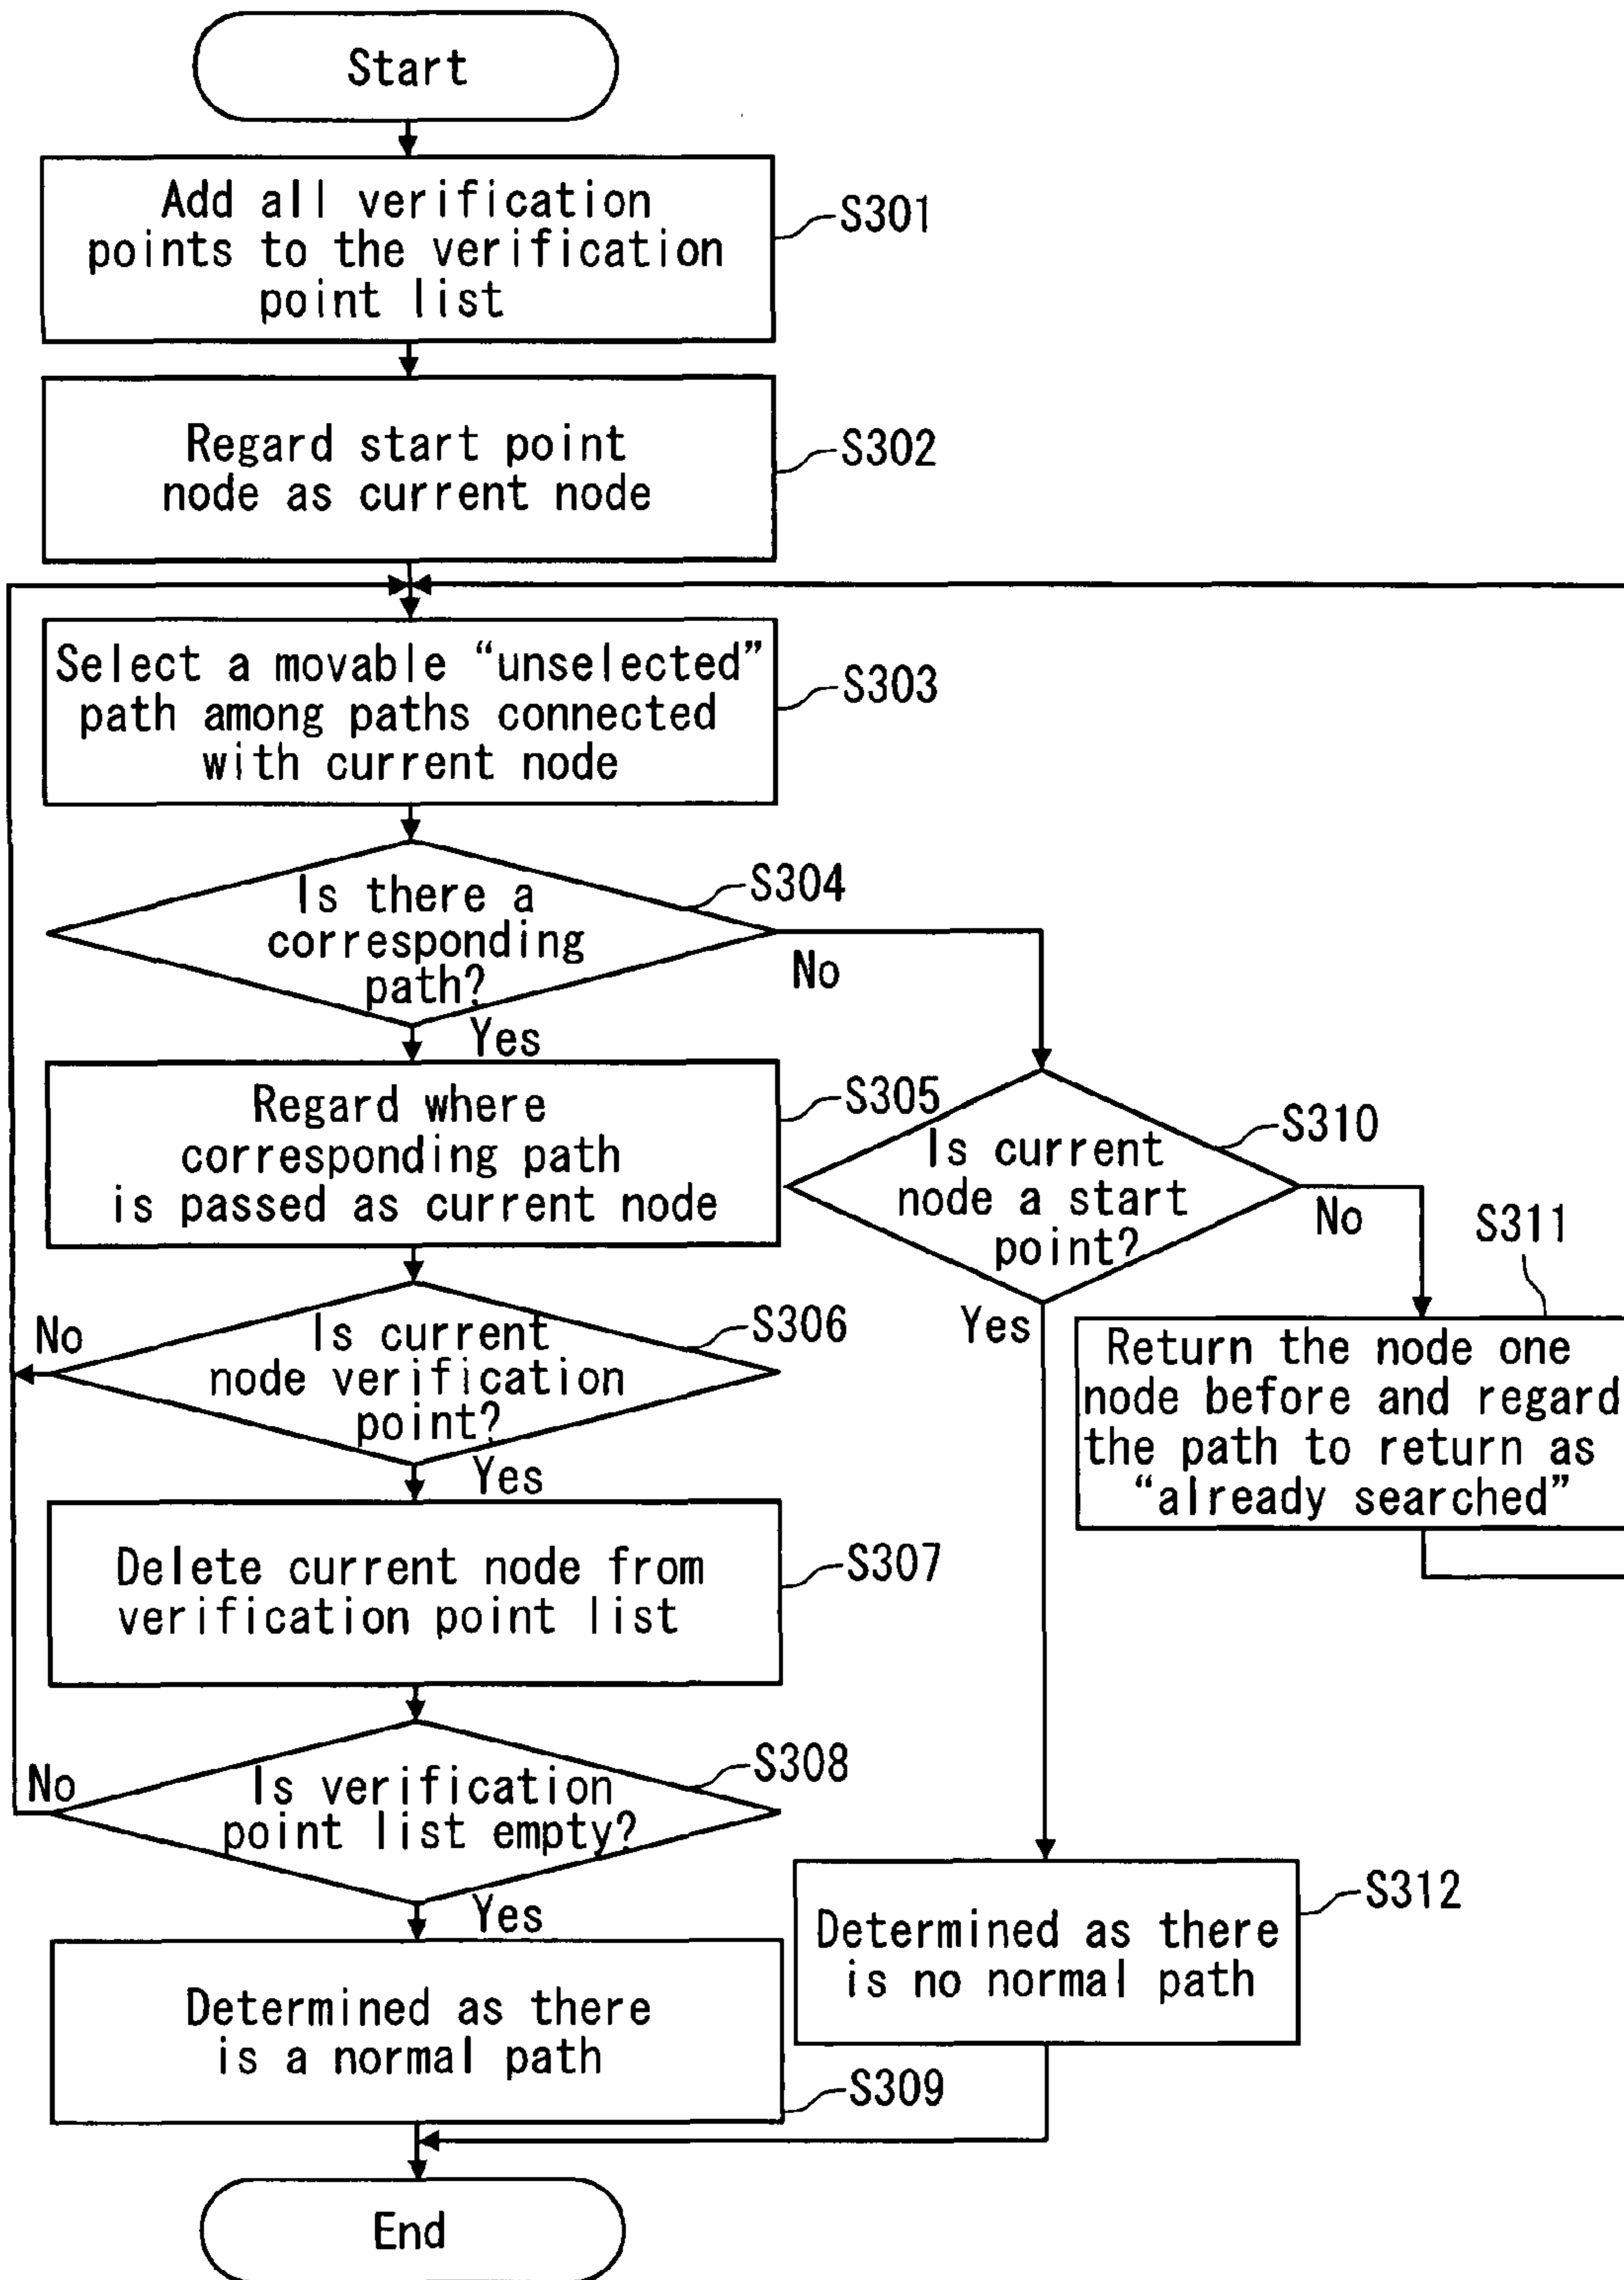 Start
Add all verification
points to the verification
point list
S301
Regard start point
node as current node
S302
Select a movable “unselected”
path among paths connected
with current node
S303
Is there a
corresponding
path?
S304
No
Yes
Regard where
corresponding path
is passed as current node
S305
Is current
node a start
point?
S310
No
Yes
S311
Return the node one
node before and regard
the path to return as
“already searched”
Is current
node verification
point?
S306
No
Yes
Delete current node from
verification point list
S307
Is verification
point list empty?
S308
No
Yes
Determined as there
is a normal path
S309
Determined as there
is no normal path
S312
End